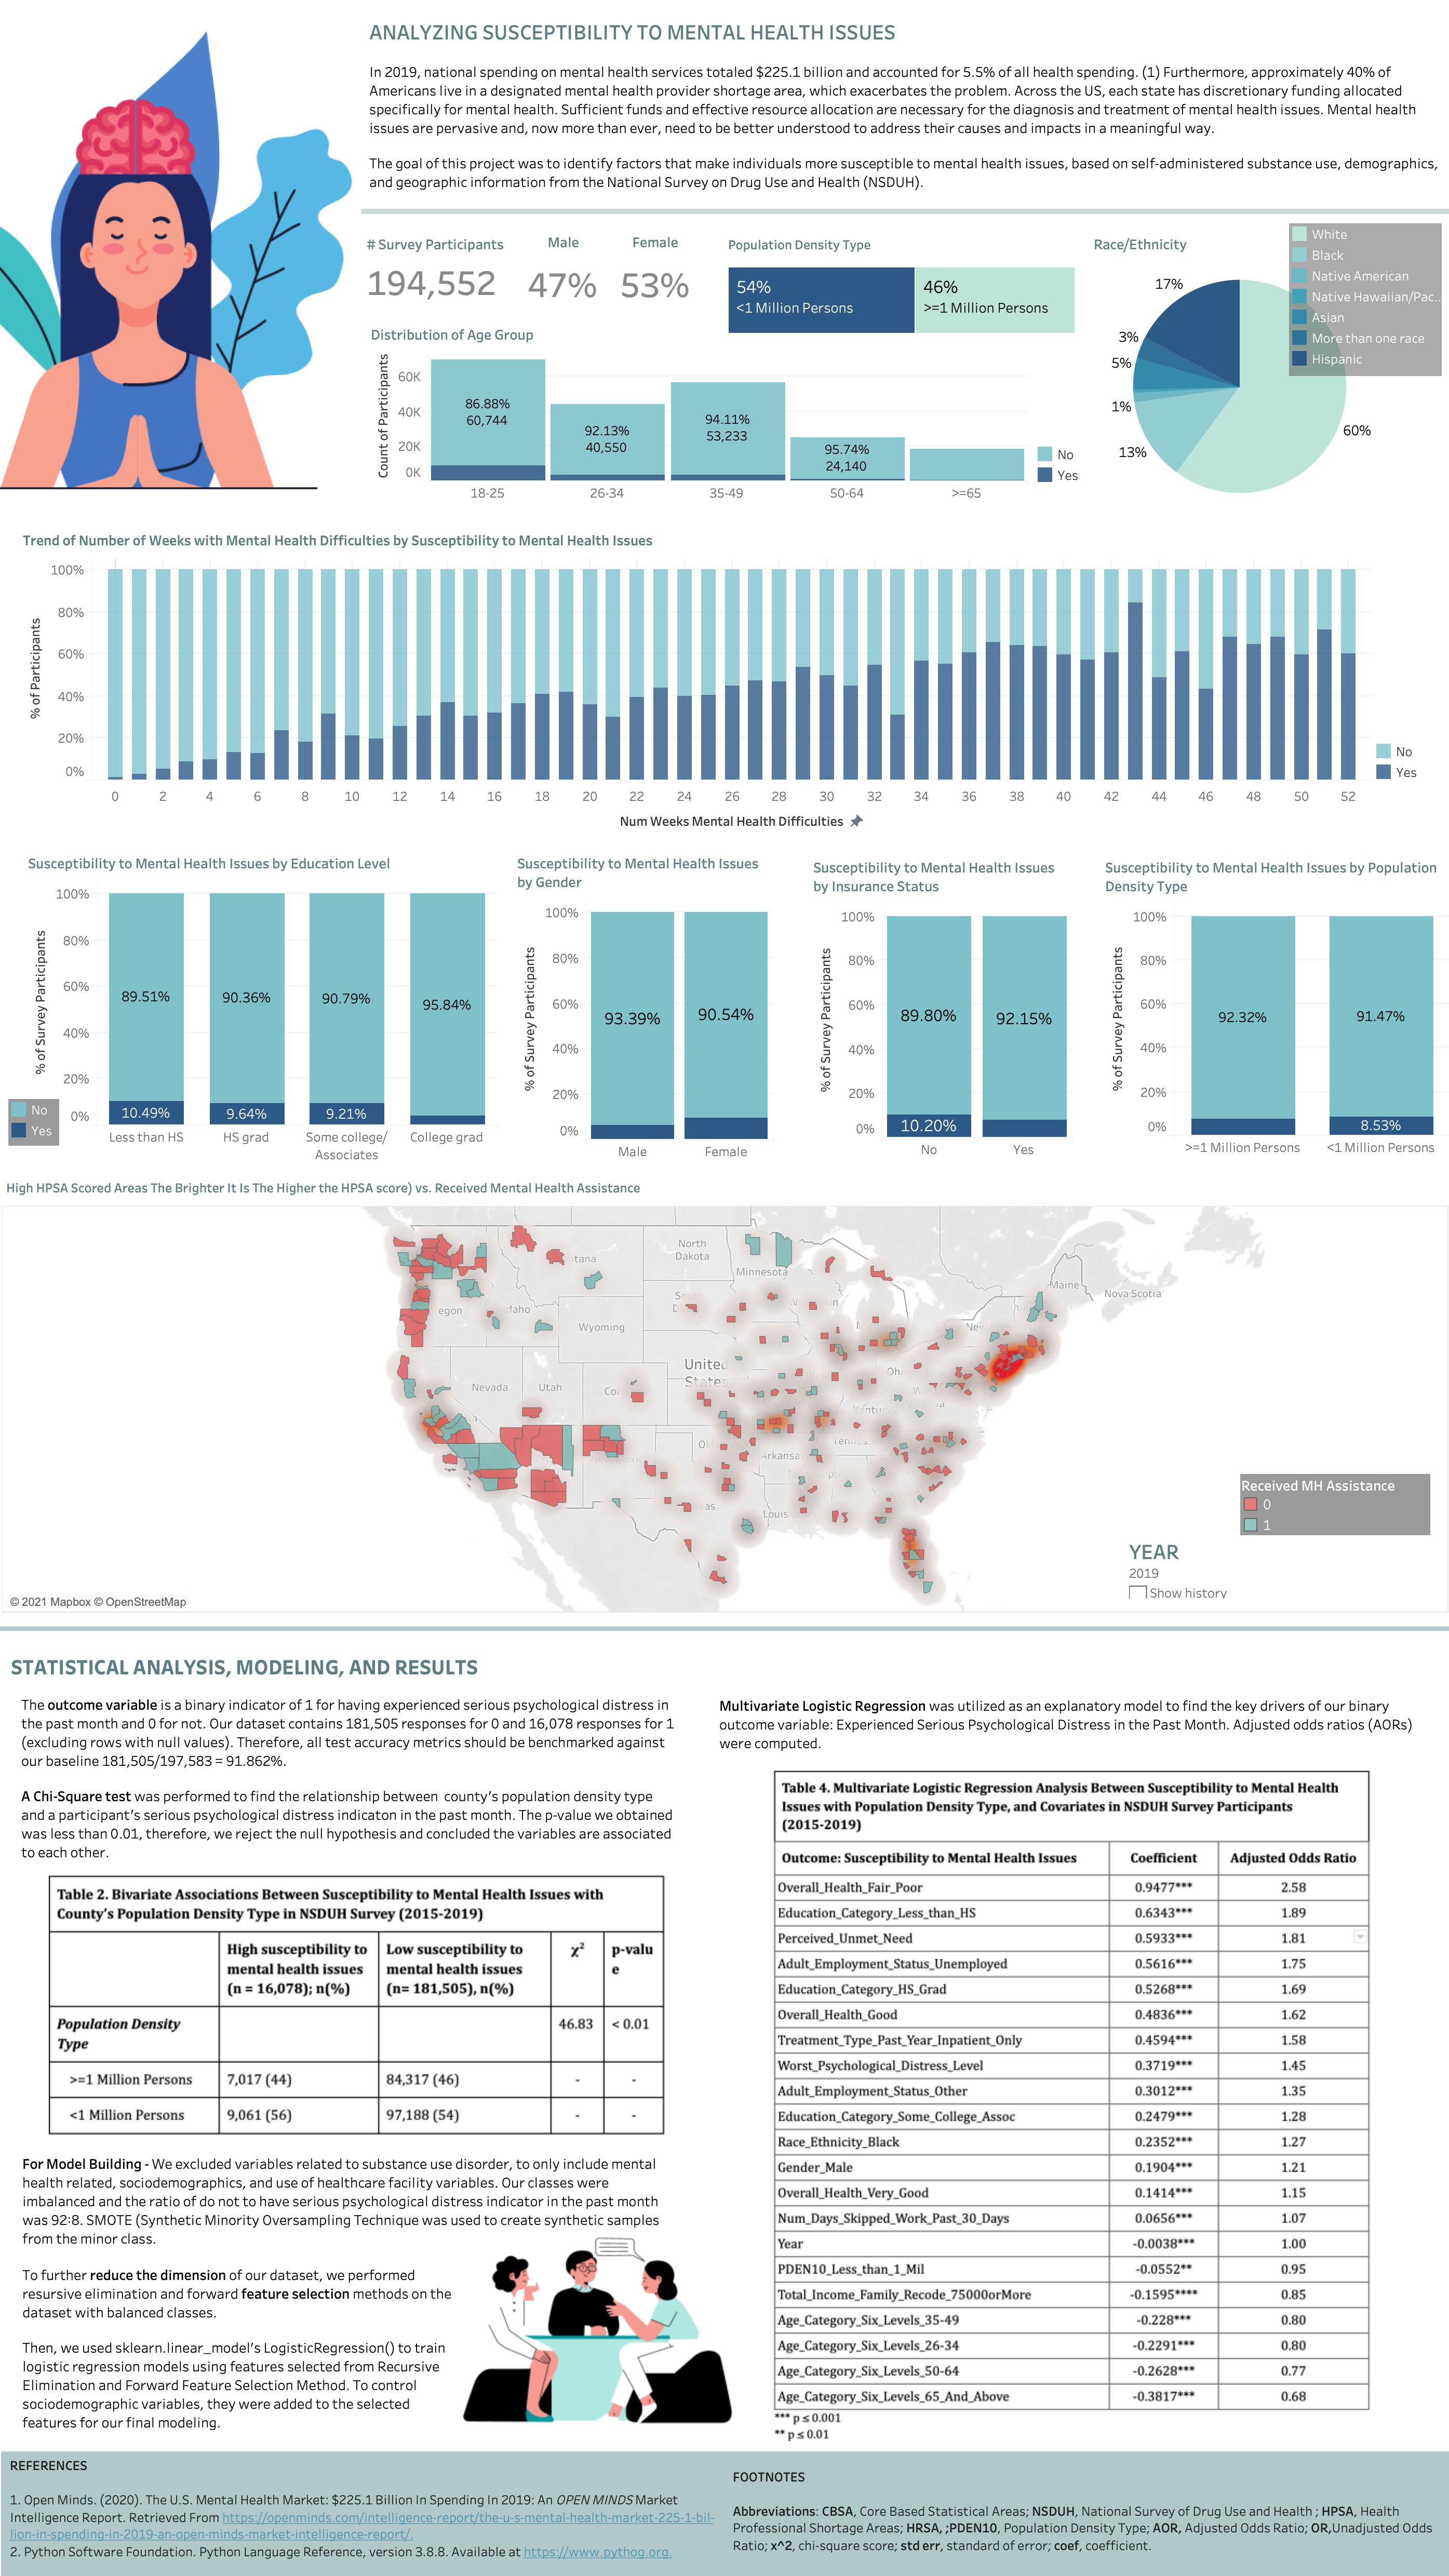 ANALYZING SUSCEPTIBILITY TO MENTAL HEALTH ISSUES
In 2019, national spending on mental health services totaled $225.1 billion and accounted for 5.5% of all health spending. (1) Furthermore, approximately 40% of
Americans live in a designated mental health provider shortage area, which exacerbates the problem. Across the US, each state has discretionary funding allocated
specifically for mental health. Sufficient funds and effective resource allocation are necessary for the diagnosis and treatment of mental health issues. Mental health
issues are pervasive and, now more than ever, need to be better understood to address their causes and impacts in a meaningful way.
The goal of this project was to identify factors that make individuals more susceptible to mental health issues, based on self-administered substance use, demographics,
and geographic information from the National Survey on Drug Use and Health (NSDUH).
# Survey Participants
194,552
Male
47%
Female
53%
Population Density Type
54%
<1 Million Persons
46%
>=1 Million Persons
Race/Ethnicity
White
Black
Native American
Native Hawaiian/Pac..
Asian
More than one race
Hispanic
17%
3%
5%
1%
13%
60%
Distribution of Age Group
Count of Participants
60K
40K
20K
0K
86.88%
60,744
92.13%
40,550
94.11%
53,233
95.74%
24,140
18-25
26-34
35-49
50-64
>=65
No
Yes
Trend of Number of Weeks with Mental Health Difficulties by Susceptibility to Mental Health Issues
% of Participants
100%
80%
60%
40%
20%
0%
0 2 4 6 8 10 12 14 16 18 20 22 24 26 28 30 32 34 36 38 40 42 44 46 48 50 52
Num Weeks Mental Health Difficulties
No
Yes
Susceptibility to Mental Health Issues by Education Level
% of Survey Participants
100%
80%
60%
40%
20%
0%
89.51%
90.36%
90.79%
95.84%
10.49%
9.64%
9.21%
Less than HS
HS grad
Some college/
Associates
College grad
No
Yes
Susceptibility to Mental Health Issues
by Gender
% of Survey Participants
100%
80%
60%
40%
20%
0%
93.39%
90.54%
Male
Female
Susceptibility to Mental Health Issues
by Insurance Status
% of Survey Participants
100%
80%
60%
40%
20%
0%
89.80%
92.15%
10.20%
No
Yes
Susceptibility to Mental Health Issues by Population
Density Type
% of Survey Participants
100%
80%
60%
40%
20%
0%
92.32%
91.47%
8.53%
>=1 Million Persons
<1 Million Persons
High HPSA Scored Areas The Brighter It Is The Higher the HPSA score) vs. Received Mental Health Assistance
North
Dakota
Minnesota
Wyoming
Nevada
Utah
United
States
Maine
Nova Scotia
Received MH Assistance
0
1
YEAR
2019
Show history
© 2021 Mapbox © OpenStreetMap
STATISTICAL ANALYSIS, MODELING, AND RESULTS
The outcome variable is a binary indicator of 1 for having experienced serious psychological distress in
the past month and 0 for not. Our dataset contains 181,505 responses for 0 and 16,078 responses for 1
(excluding rows with null values). Therefore, all test accuracy metrics should be benchmarked against
our baseline 181,505/197,583 = 91.862%.
A Chi-Square test was performed to find the relationship between county's population density type
and a participant's serious psychological distress indicaton in the past month. The p-value we obtained
was less than 0.01, therefore, we reject the null hypothesis and concluded the variables are associated
to each other.
Table 2. Bivariate Associations Between Susceptibility to Mental Health Issues with
County's Population Density Type in NSDUH Survey (2015-2019)
High susceptibility to
mental health issues
(n = 16,078); n(%)
Low susceptibility to
mental health issues
(n= 181,505), n(%)
χ²
p-valu
e
Population Density
Type
46.83
< 0.01
>=1 Million Persons 7,017 (44) 84,317 (46) - -
<1 Million Persons 9,061 (56) 97,188 (54) - -
For Model Building - We excluded variables related to substance use disorder, to only include mental
health related, sociodemographics, and use of healthcare facility variables. Our classes were
imbalanced and the ratio of do not to have serious psychological distress indicator in the past month
was 92:8. SMOTE (Synthetic Minority Oversampling Technique was used to create synthetic samples
from the minor class.
To further reduce the dimension of our dataset, we performed
resursive elimination and forward feature selection methods on the
dataset with balanced classes.
Then, we used sklearn.linear_model's LogisticRegression() to train
logistic regression models using features selected from Recursive
Elimination and Forward Feature Selection Method. To control
sociodemographic variables, they were added to the selected
features for our final modeling.
Multivariate Logistic Regression was utilized as an explanatory model to find the key drivers of our binary
outcome variable: Experienced Serious Psychological Distress in the Past Month. Adjusted odds ratios (AORs)
were computed.
Table 4. Multivariate Logistic Regression Analysis Between Susceptibility to Mental Health
Issues with Population Density Type, and Covariates in NSDUH Survey Participants
(2015-2019)
Outcome: Susceptibility to Mental Health Issues Coefficient Adjusted Odds Ratio
Overall_Health_Fair_Poor 0.9477*** 2.58
Education_Category_Less_than_HS 0.6343*** 1.89
Perceived_Unmet_Need 0.5933*** 1.81
Adult_Employment_Status_Unemployed 0.5616*** 1.75
Education_Category_HS_Grad 0.5268*** 1.69
Overall_Health_Good 0.4836*** 1.62
Treatment_Type_Past_Year_Inpatient_Only 0.4594*** 1.58
Worst_Psychological_Distress_Level 0.3719*** 1.45
Adult_Employment_Status_Other 0.3012*** 1.35
Education_Category_Some_College_Assoc 0.2479*** 1.28
Race_Ethnicity_Black 0.2352*** 1.27
Gender_Male 0.1904*** 1.21
Overall_Health_Very_Good 0.1414*** 1.15
Num_Days_Skipped_Work_Past_30_Days 0.0656*** 1.07
Year -0.0038*** 1.00
PDEN10_Less_than_1_Mil -0.0552** 0.95
Total_Income_Family_Recode_75000orMore -0.1595**** 0.85
Age_Category_Six_Levels_35-49 -0.228*** 0.80
Age_Category_Six_Levels_26-34 -0.2291*** 0.80
Age_Category_Six_Levels_50-64 -0.2628*** 0.77
Age_Category_Six_Levels_65_And_Above -0.3817*** 0.68
*** p ≤ 0.001
** p ≤ 0.01
REFERENCES
1. Open Minds. (2020). The U.S. Mental Health Market: $225.1 Billion In Spending In 2019: An OPEN MINDS Market
Intelligence Report. Retrieved From https://openminds.com/intelligence-report/the-u-s-mental-health-market-225-1-bil-
lion-in-spending-in-2019-an-open-minds-market-intelligence-report/.
2. Python Software Foundation. Python Language Reference, version 3.8.8. Available at https://www.pythog.org.
FOOTNOTES
Abbreviations: CBSA, Core Based Statistical Areas; NSDUH, National Survey of Drug Use and Health ; HPSA, Health
Professional Shortage Areas; HRSA, ;PDEN10, Population Density Type; AOR, Adjusted Odds Ratio; OR,Unadjusted Odds
Ratio; x^2, chi-square score; std err, standard of error; coef, coefficient.